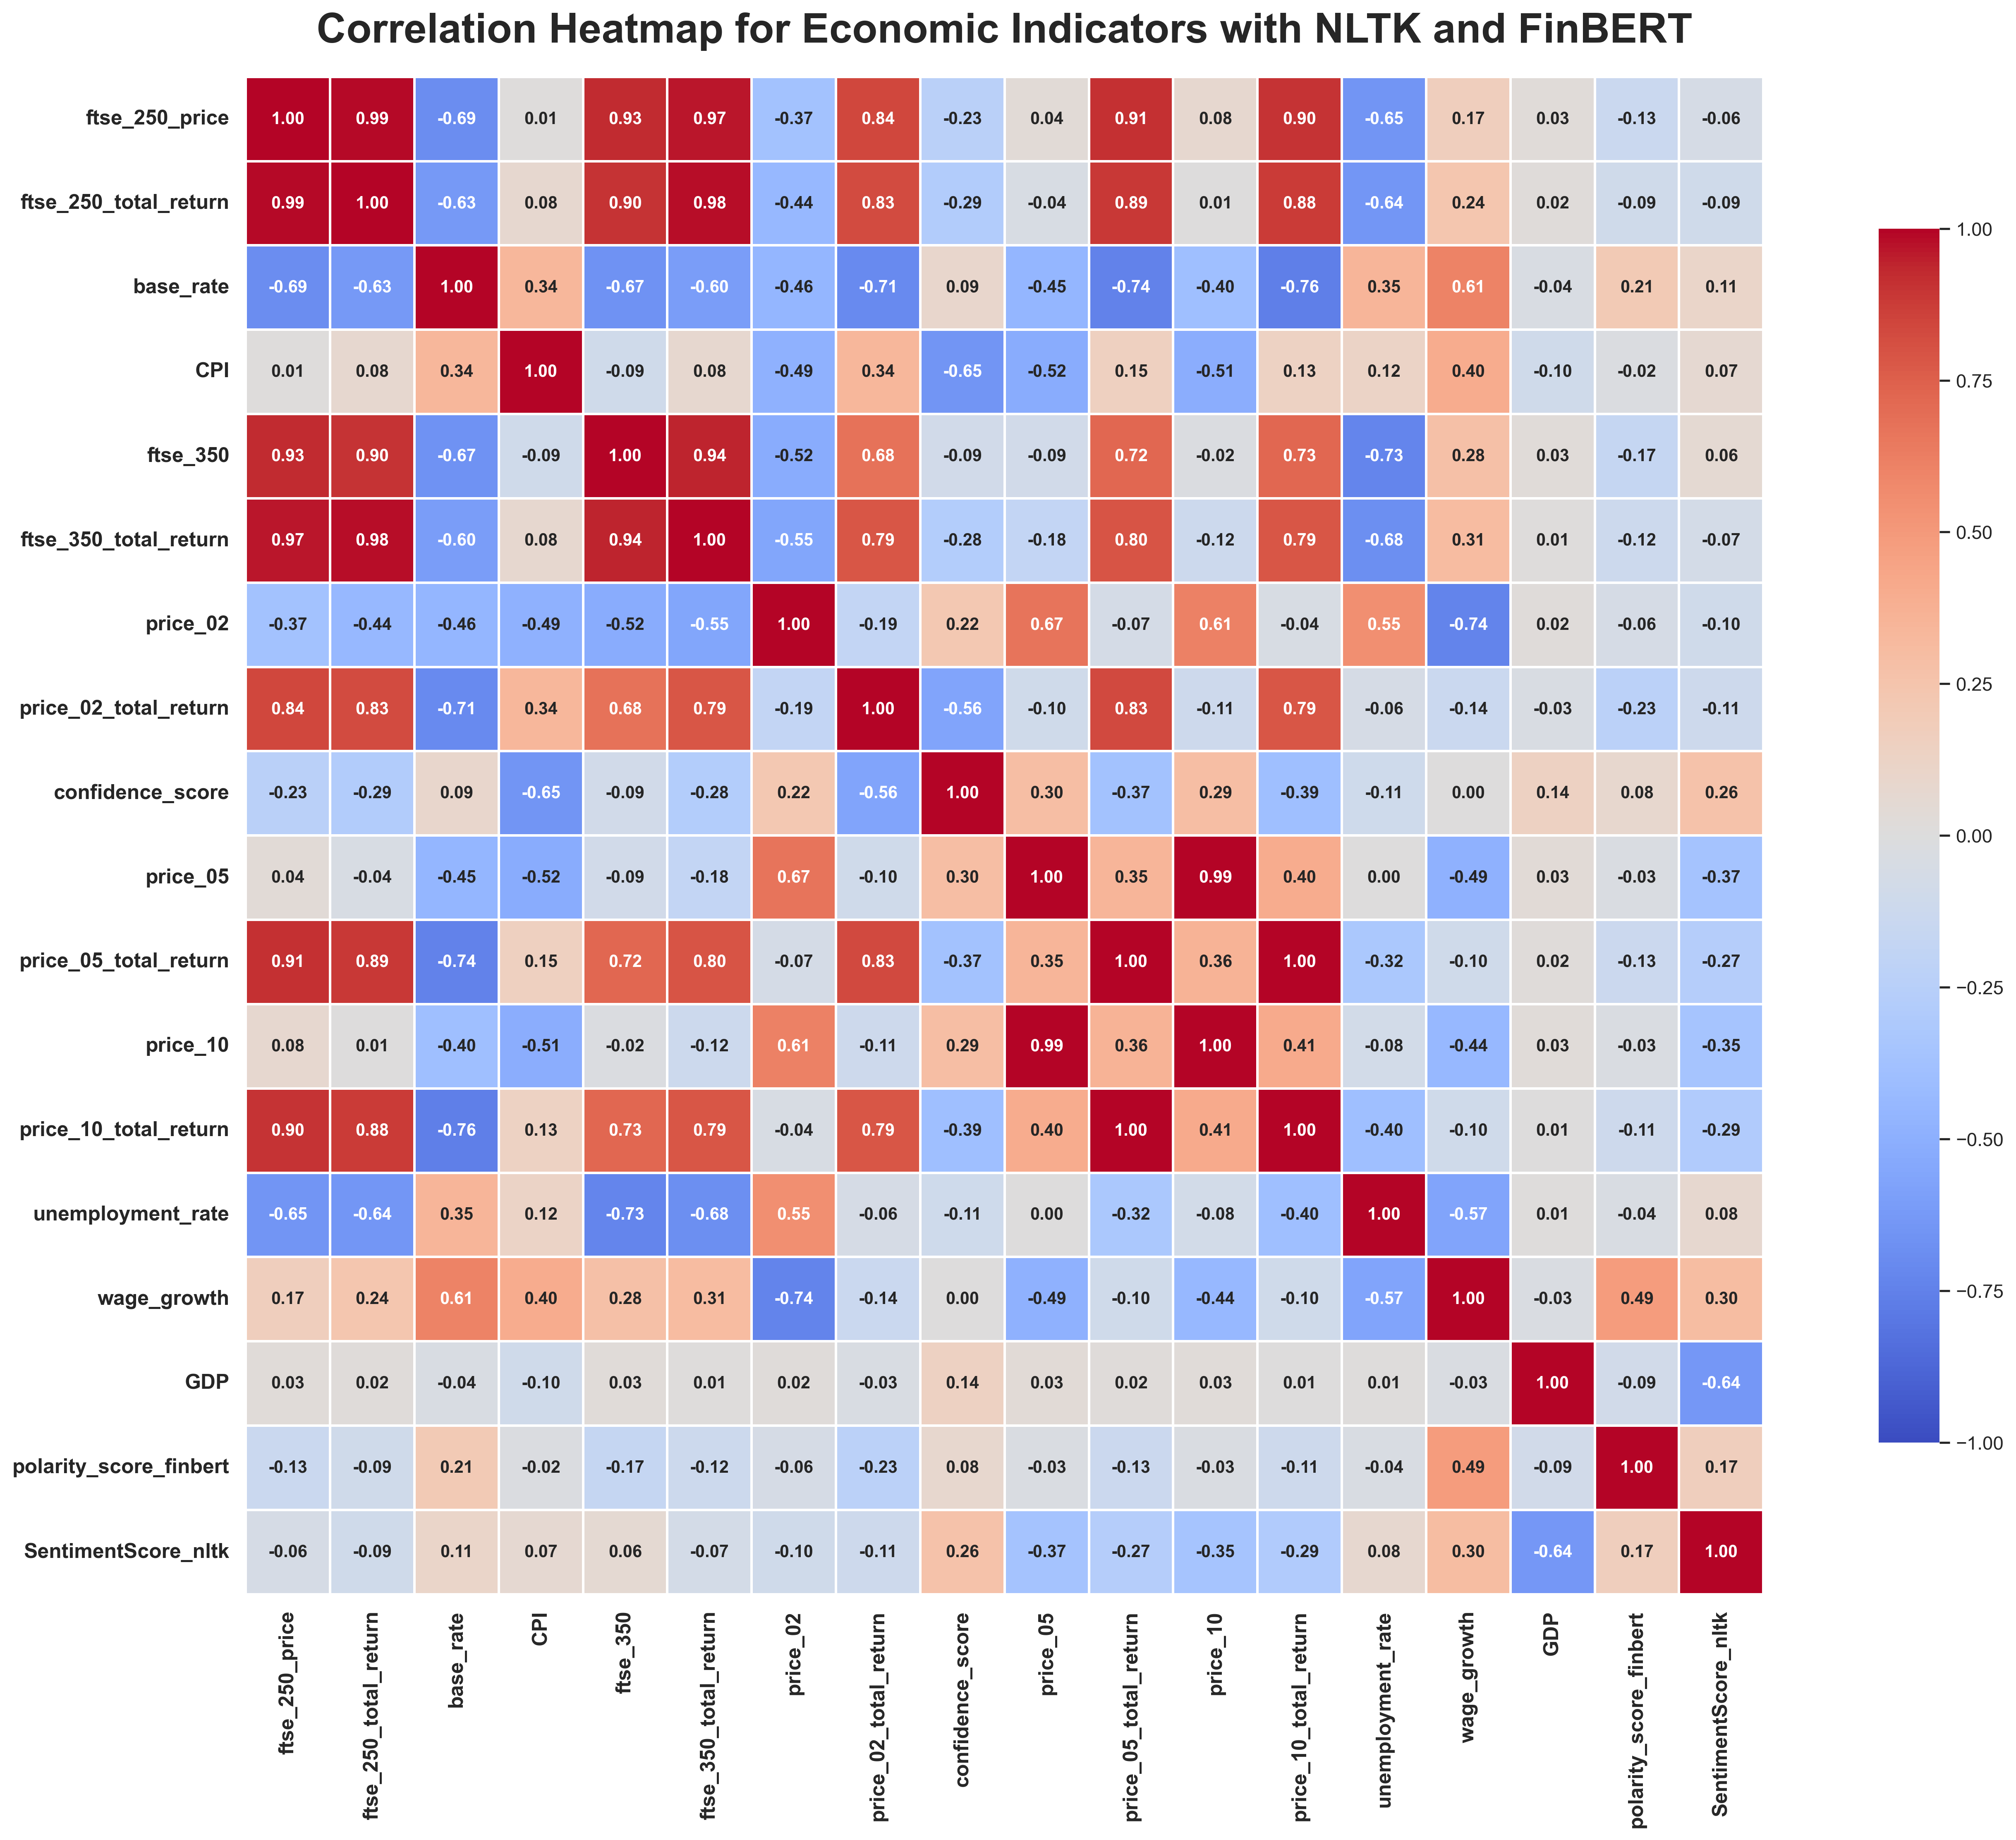 Correlation Heatmap for Economic Indicators with NLTK and FinBERT
ftse_250_price 1.00 0.99 -0.69 0.01 0.93 0.97 -0.37 0.84 -0.23 0.04 0.91 0.08 0.90 -0.65 0.17 0.03 -0.13 -0.06
ftse_250_total_return 0.99 1.00 -0.63 0.08 0.90 0.98 -0.44 0.83 -0.29 -0.04 0.89 0.01 0.88 -0.64 0.24 0.02 -0.09 -0.09
base_rate -0.69 -0.63 1.00 0.34 -0.67 -0.60 -0.46 -0.71 0.09 -0.45 -0.74 -0.40 -0.76 0.35 0.61 -0.04 0.21 0.11
CPI 0.01 0.08 0.34 1.00 -0.09 0.08 -0.49 0.34 -0.65 -0.52 0.15 -0.51 0.13 0.12 0.40 -0.10 -0.02 0.07
ftse_350 0.93 0.90 -0.67 -0.09 1.00 0.94 -0.52 0.68 -0.09 -0.09 0.72 -0.02 0.73 -0.73 0.28 0.03 -0.17 0.06
ftse_350_total_return 0.97 0.98 -0.60 0.08 0.94 1.00 -0.55 0.79 -0.28 -0.18 0.80 -0.12 0.79 -0.68 0.31 0.01 -0.12 -0.07
price_02 -0.37 -0.44 -0.46 -0.49 -0.52 -0.55 1.00 -0.19 0.22 0.67 -0.07 0.61 -0.04 0.55 -0.74 0.02 -0.06 -0.10
price_02_total_return 0.84 0.83 -0.71 0.34 0.68 0.79 -0.19 1.00 -0.56 -0.10 0.83 -0.11 0.79 -0.06 -0.14 -0.03 -0.23 -0.11
confidence_score -0.23 -0.29 0.09 -0.65 -0.09 -0.28 0.22 -0.56 1.00 0.30 -0.37 0.29 -0.39 -0.11 0.00 0.14 0.08 0.26
price_05 0.04 -0.04 -0.45 -0.52 -0.09 -0.18 0.67 -0.10 0.30 1.00 0.35 0.99 0.40 0.00 -0.49 0.03 -0.03 -0.37
price_05_total_return 0.91 0.89 -0.74 0.15 0.72 0.80 -0.07 0.83 -0.37 0.35 1.00 0.36 1.00 -0.32 -0.10 0.02 -0.13 -0.27
price_10 0.08 0.01 -0.40 -0.51 -0.02 -0.12 0.61 -0.11 0.29 0.99 0.36 1.00 0.41 -0.08 -0.44 0.03 -0.03 -0.35
price_10_total_return 0.90 0.88 -0.76 0.13 0.73 0.79 -0.04 0.79 -0.39 0.40 1.00 0.41 1.00 -0.40 -0.10 0.01 -0.11 -0.29
unemployment_rate -0.65 -0.64 0.35 0.12 -0.73 -0.68 0.55 -0.06 -0.11 0.00 -0.32 -0.08 -0.40 1.00 -0.57 0.01 -0.04 0.08
wage_growth 0.17 0.24 0.61 0.40 0.28 0.31 -0.74 -0.14 0.00 -0.49 -0.10 -0.44 -0.10 -0.57 1.00 -0.03 0.49 0.30
GDP 0.03 0.02 -0.04 -0.10 0.03 0.01 0.02 -0.03 0.14 0.03 0.02 0.03 0.01 0.01 -0.03 1.00 -0.09 -0.64
polarity_score_finbert -0.13 -0.09 0.21 -0.02 -0.17 -0.12 -0.06 -0.23 0.08 -0.03 -0.13 -0.03 -0.11 -0.04 0.49 -0.09 1.00 0.17
SentimentScore_nltk -0.06 -0.09 0.11 0.07 0.06 -0.07 -0.10 -0.11 0.26 -0.37 -0.27 -0.35 -0.29 0.08 0.30 -0.64 0.17 1.00
ftse_250_price
ftse_250_total_return
base_rate
CPI
ftse_350
ftse_350_total_return
price_02
price_02_total_return
confidence_score
price_05
price_05_total_return
price_10
price_10_total_return
unemployment_rate
wage_growth
GDP
polarity_score_finbert
SentimentScore_nltk
1.00
0.75
0.50
0.25
0.00
−0.25
−0.50
−0.75
−1.00